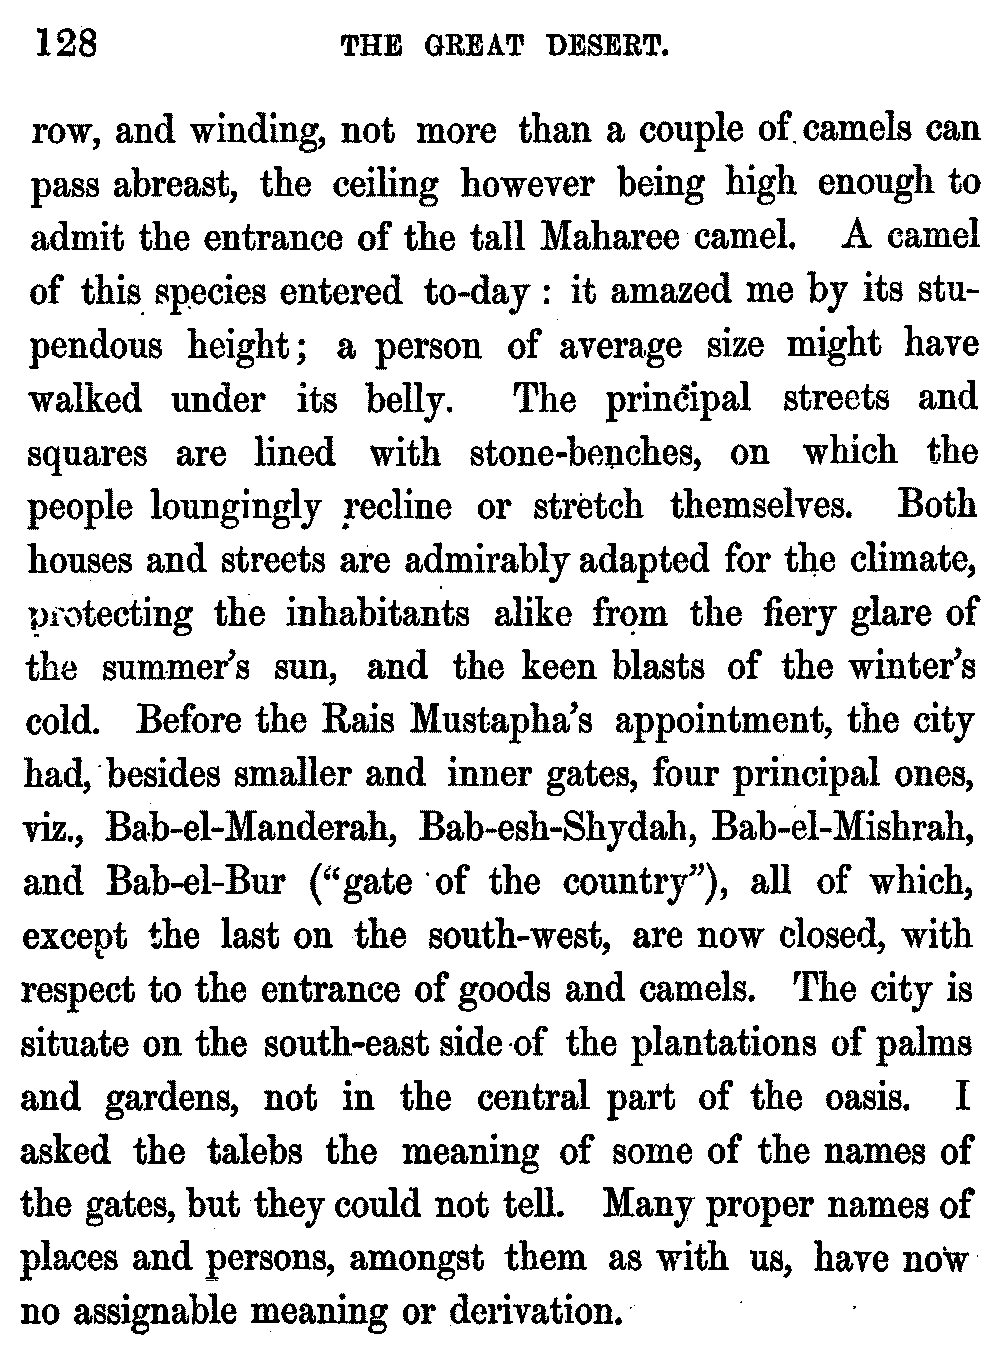 128 THE GREAT DESERT.
row, and winding, not more than a couple of camels can
pass abreast, the ceiling however being high enough to
admit the entrance of the tall Maharee camel. A camel
of this species entered to-day : it amazed me by its stu-
pendous height; a person of average size might have
walked under its belly. The principal streets and
squares are lined with stone-benches, on which the
people loungingly recline or stretch themselves. Both
houses and streets are admirably adapted for the climate,
protecting the inhabitants alike from the fiery glare of
the summer's sun, and the keen blasts of the winter's
cold. Before the Rais Mustapha's appointment, the city
had, besides smaller and inner gates, four principal ones,
viz., Bab-el-Manderah, Bab-esh-Shydah, Bab-el-Mishrah,
and Bab-el-Bur ("gate of the country"), all of which,
except the last on the south-west, are now closed, with
respect to the entrance of goods and camels. The city is
situate on the south-east side of the plantations of palms
and gardens, not in the central part of the oasis. I
asked the talebs the meaning of some of the names of
the gates, but they could not tell. Many proper names of
places and persons, amongst them as with us, have now
no assignable meaning or derivation.